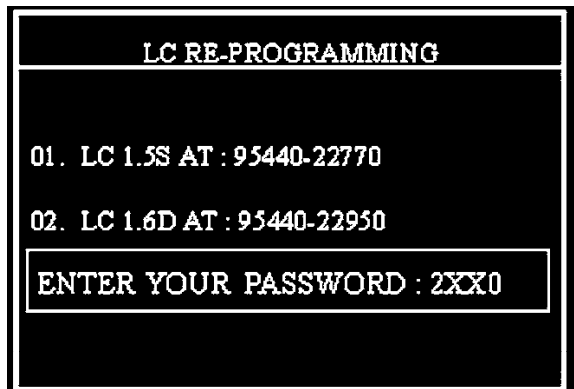 LC RE-PROGRAMMING
01. LC 1.5S AT : 95440-22770
02. LC 1.6D AT : 95440-22950
ENTER YOUR PASSWORD : 2XX0